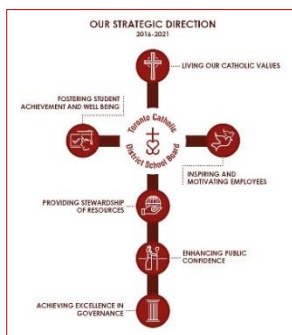 OUR STRATEGIC DIRECTION
2016-2021
LIVING OUR CATHOLIC VALUES
FOSTERING STUDENT
ACHIEVEMENT AND WELL BEING
Toronto Catholic
District School Board
INSPIRING AND
MOTIVATING EMPLOYEES
PROVIDING STEWARDSHIP
OF RESOURCES
ENHANCING PUBLIC
CONFIDENCE
ACHIEVING EXCELLENCE IN
GOVERNANCE